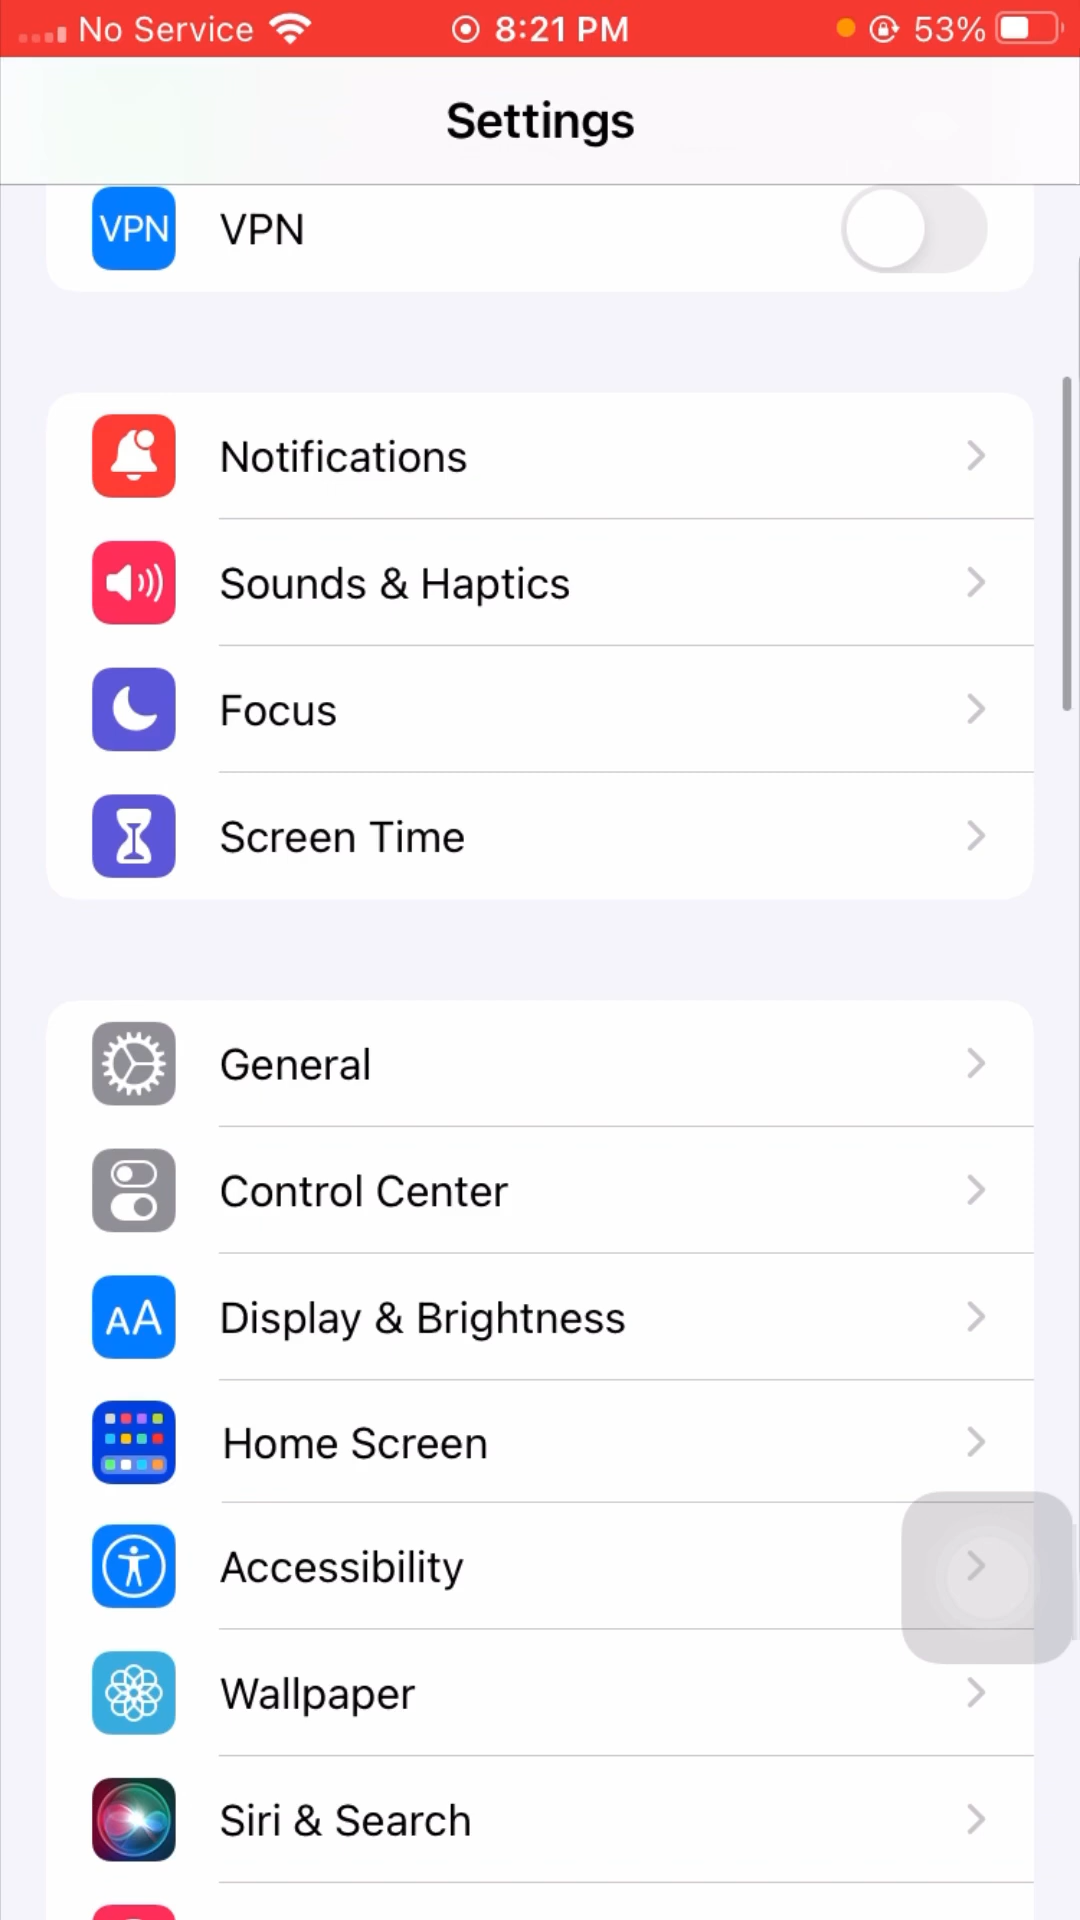 No Service 8:21 PM 53%
Settings
VPN VPN
Notifications
Sounds & Haptics
Focus
Screen Time
General
Control Center
AA Display & Brightness
Home Screen
Accessibility
Wallpaper
Siri & Search